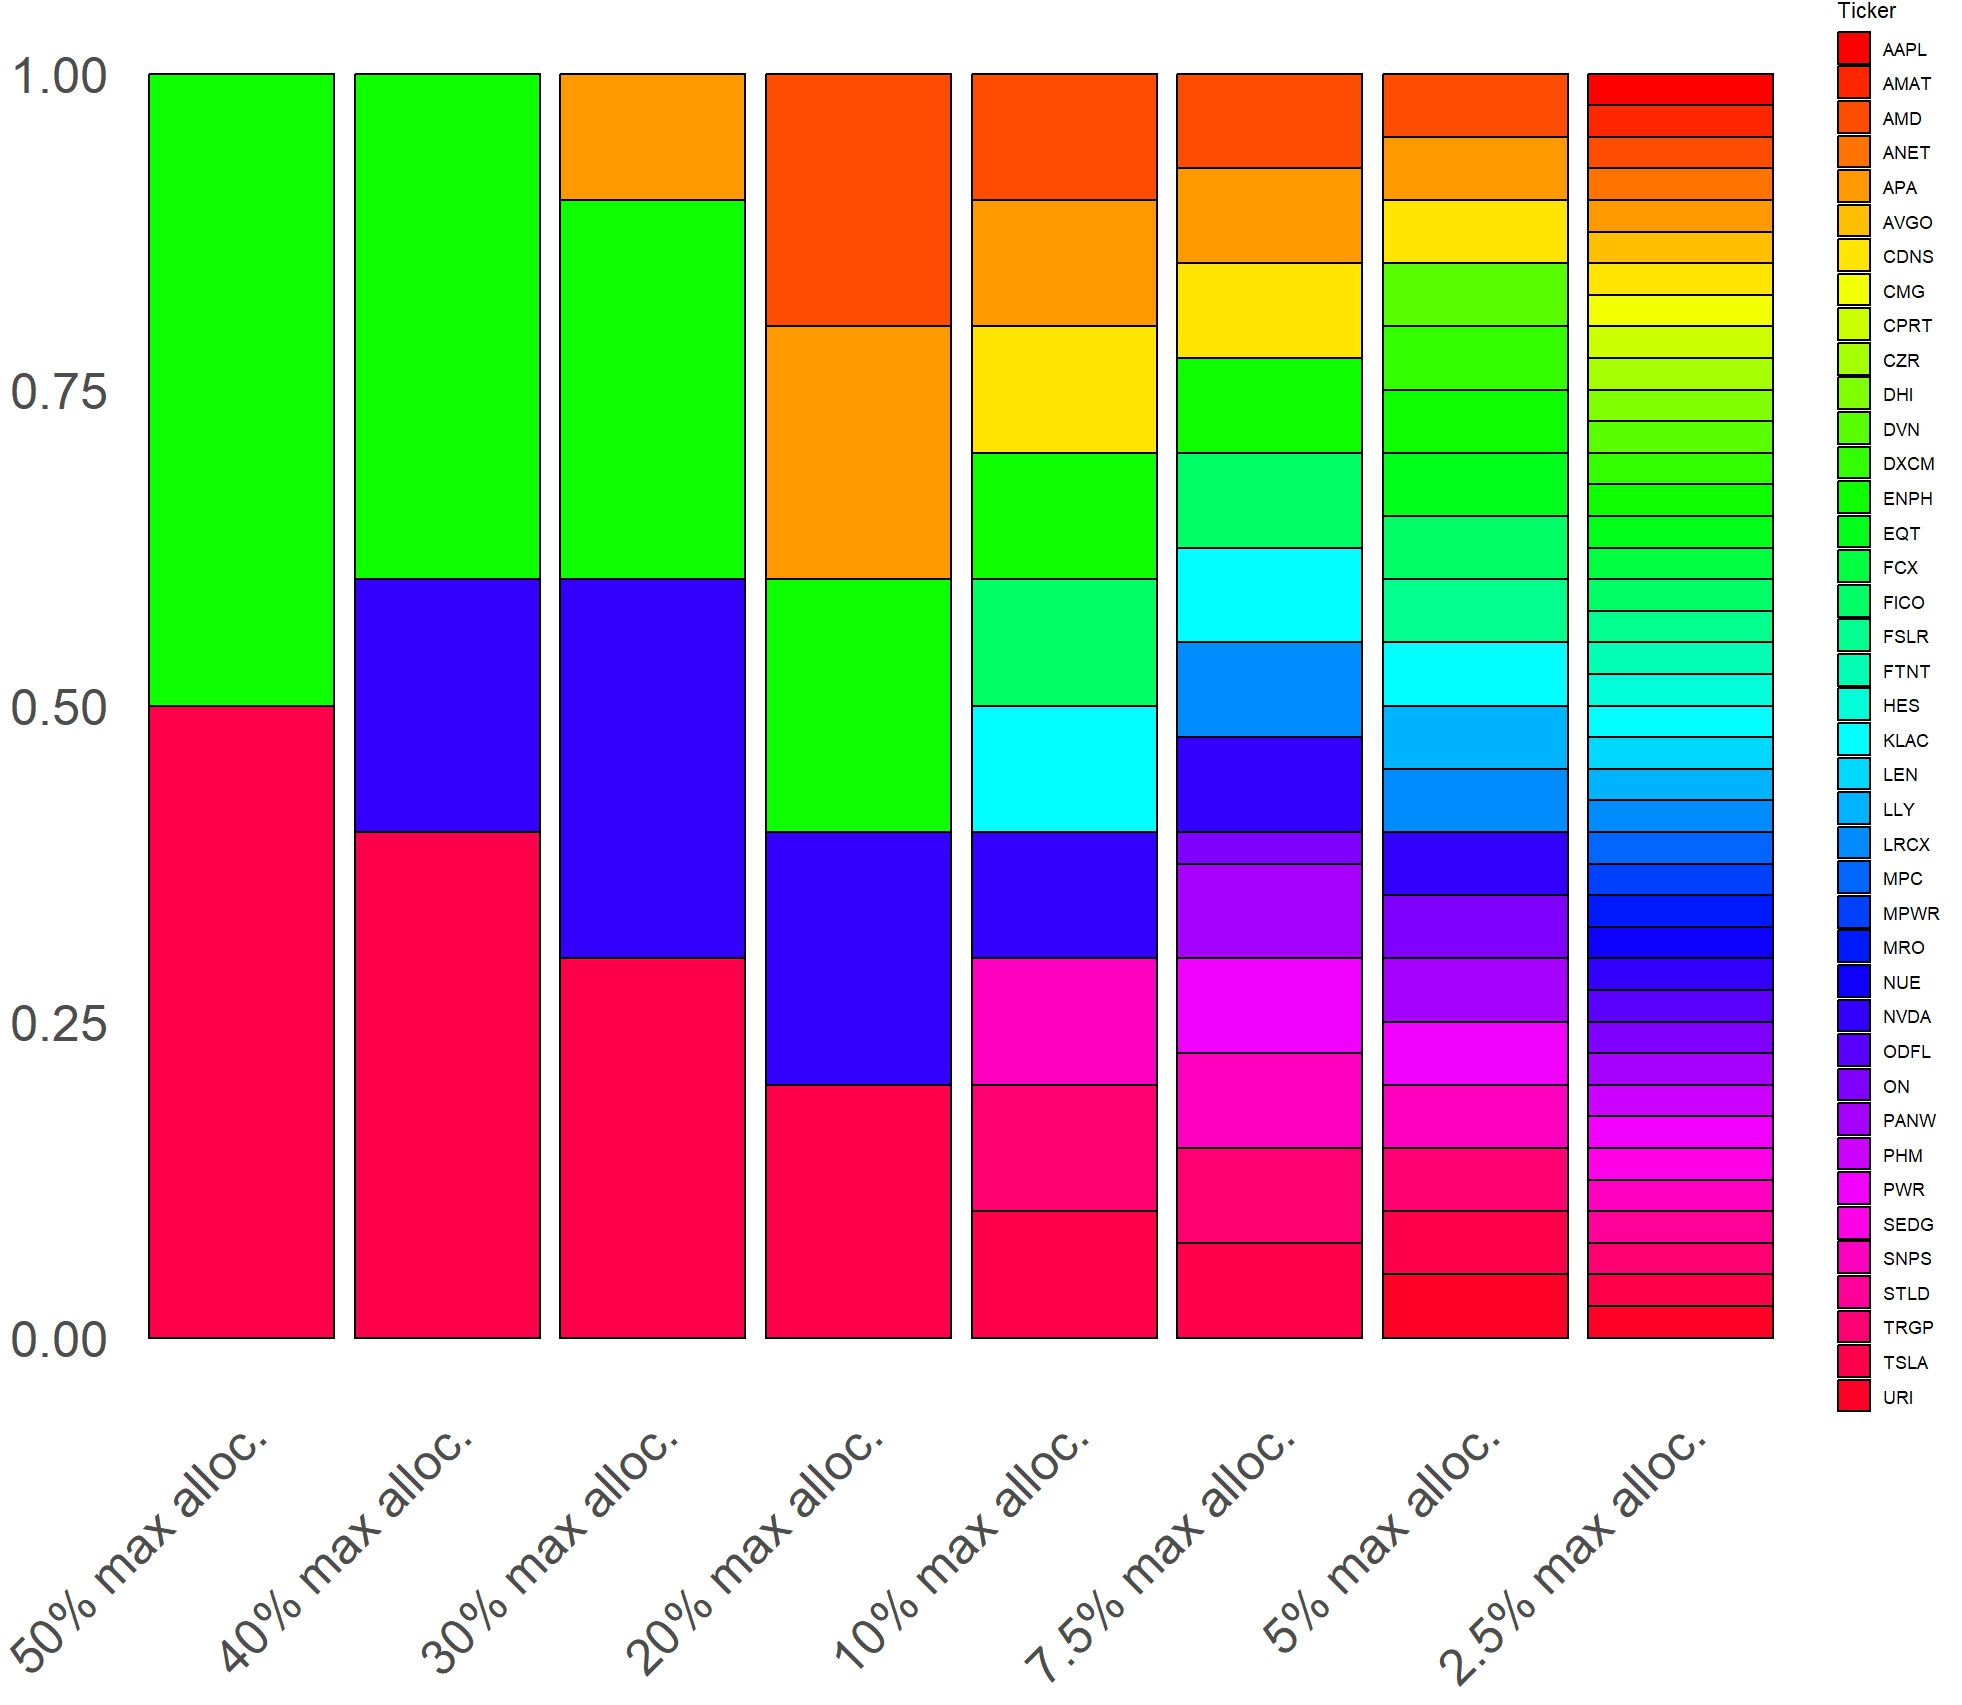 Ticker
1.00
0.75
0.50
0.25
0.00
50% max alloc.
40% max alloc.
30% max alloc.
20% max alloc.
10% max alloc.
7.5% max alloc.
5% max alloc.
2.5% max alloc.
AAPL
AMAT
AMD
ANET
APA
AVGO
CDNS
CMG
CPRT
CZR
DHI
DVN
DXCM
ENPH
EQT
FCX
FICO
FSLR
FTNT
HES
KLAC
LEN
LLY
LRCX
MPC
MPWR
MRO
NUE
NVDA
ODFL
ON
PANW
PHM
PWR
SEDG
SNPS
STLD
TRGP
TSLA
URI